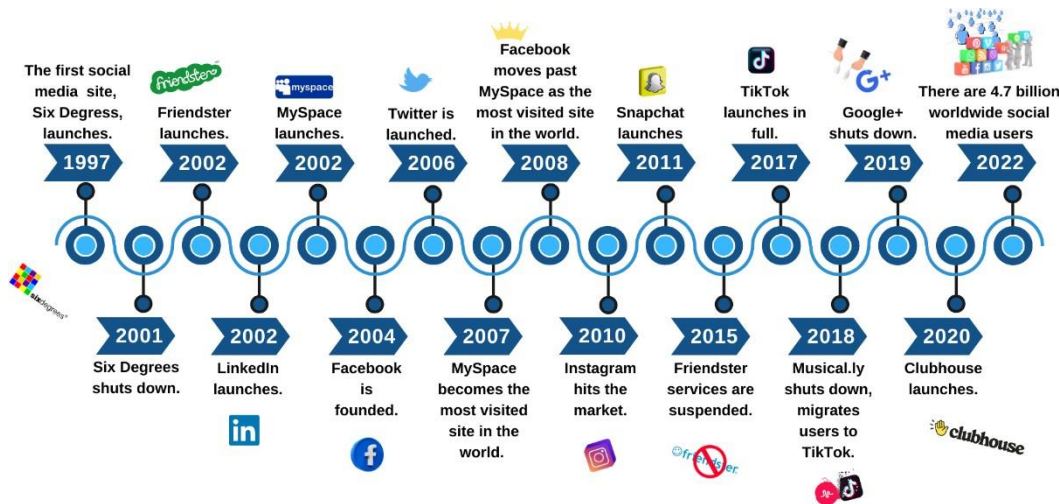 The first social
media site,
Six Degress,
launches.
1997
sixdegrees®
2001
Six Degrees
shuts down.
friendster
Friendster
launches.
2002
2002
LinkedIn
launches.
in
myspace
MySpace
launches.
2002
2004
Facebook
is
founded.
f
Twitter is
launched.
2006
2007
MySpace
becomes the
most visited
site in the
world.
Facebook
moves past
MySpace as the
most visited site
in the world.
2008
2010
Instagram
hits the
market.
Snapchat
launches
2011
2015
Friendster
services are
suspended.
friendster
TikTok
launches in
full.
2017
2018
Musical.ly
shuts down,
migrates
users to
TikTok.
G+
Google+
shuts down.
2019
2020
Clubhouse
launches.
clubhouse
There are 4.7 billion
worldwide social
media users
2022